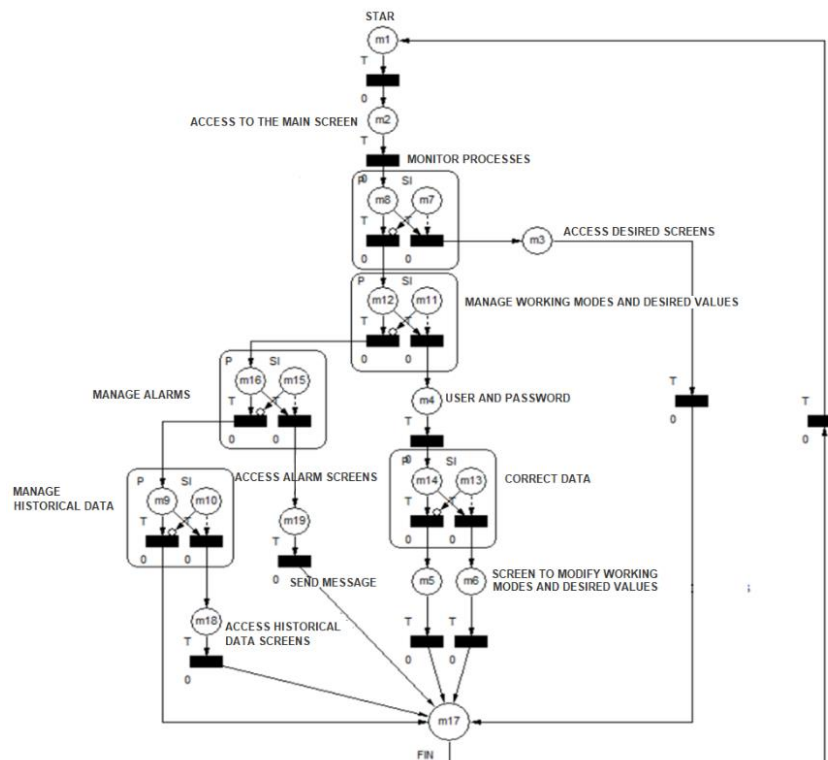 STAR
m1
T
0
ACCESS TO THE MAIN SCREEN
m2
T
MONITOR PROCESSES
0
P
SI
m8
m7
T
T
0
0
m3
ACCESS DESIRED SCREENS
P
SI
m12
m11
MANAGE WORKING MODES AND DESIRED VALUES
T
T
0
0
P
SI
m16
m15
MANAGE ALARMS
T
T
0
0
m4
USER AND PASSWORD
T
0
T
0
T
0
ACCESS ALARM SCREENS
P
SI
m14
m13
CORRECT DATA
T
T
0
0
MANAGE
HISTORICAL DATA
P
SI
m9
m10
T
T
0
0
m19
T
0
SEND MESSAGE
m5
m6
SCREEN TO MODIFY WORKING
MODES AND DESIRED VALUES
T
T
0
0
m18
ACCESS HISTORICAL
DATA SCREENS
T
0
m17
FIN